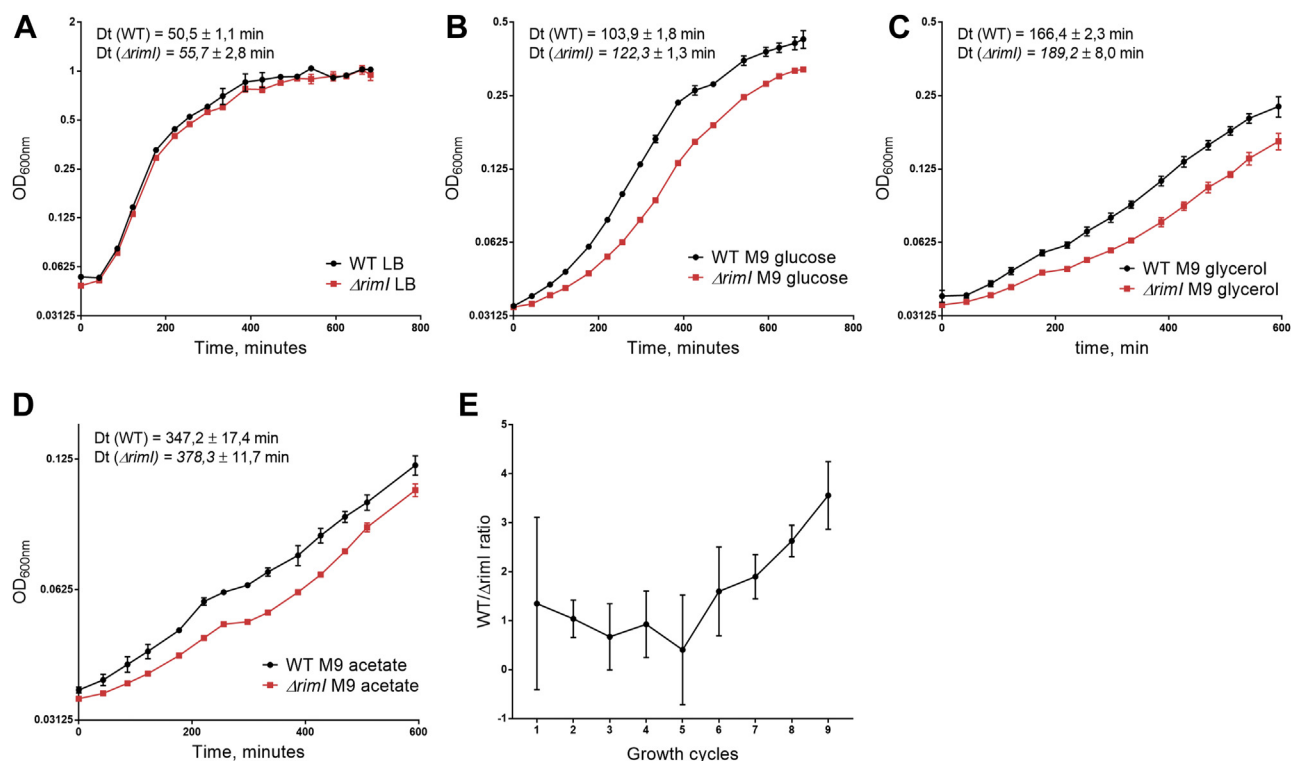 A
Dt (WT) = 50,5 ± 1,1 min
Dt (ΔrimI) = 55,7 ± 2,8 min
2
1
0.5
0.25
0.125
0.0625
0.03125
OD600nm
WT LB
ΔrimI LB
0 200 400 600 800
Time, minutes
B
Dt (WT) = 103,9 ± 1,8 min
Dt (ΔrimI) = 122,3 ± 1,3 min
0.5
0.25
0.125
0.0625
0.03125
OD600nm
WT M9 glucose
ΔrimI M9 glucose
0 200 400 600 800
Time, minutes
C
Dt (WT) = 166,4 ± 2,3 min
Dt (ΔrimI) = 189,2 ± 8,0 min
0.5
0.25
0.125
0.0625
0.03125
OD600nm
WT M9 glycerol
ΔrimI M9 glycerol
0 200 400 600
time, min
D
Dt (WT) = 347,2 ± 17,4 min
Dt (ΔrimI) = 378,3 ± 11,7 min
0.125
0.0625
0.03125
OD600nm
WT M9 acetate
ΔrimI M9 acetate
0 200 400 600
Time, minutes
E
5
4
3
2
1
0
-1
WT/ΔrimI ratio
1 2 3 4 5 6 7 8 9
Growth cycles